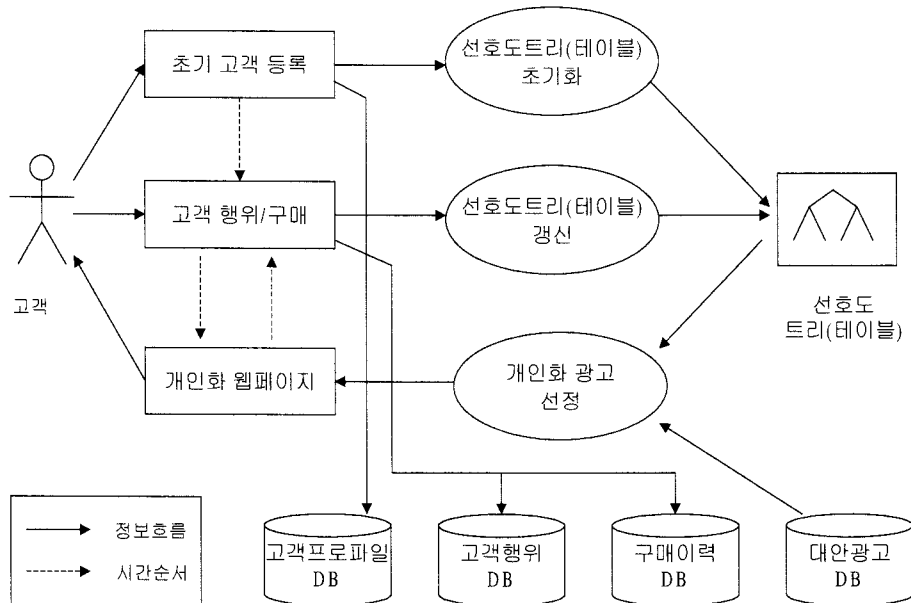 초기 고객 등록
선호도트리(테이블)
초기화
고객 행위/구매
선호도트리(테이블)
갱신
고객
선호도
트리(테이블)
개인화 웹페이지
개인화 광고
선정
정보흐름
시간순서
고객프로파일
DB
고객행위
DB
구매이력
DB
대안광고
DB